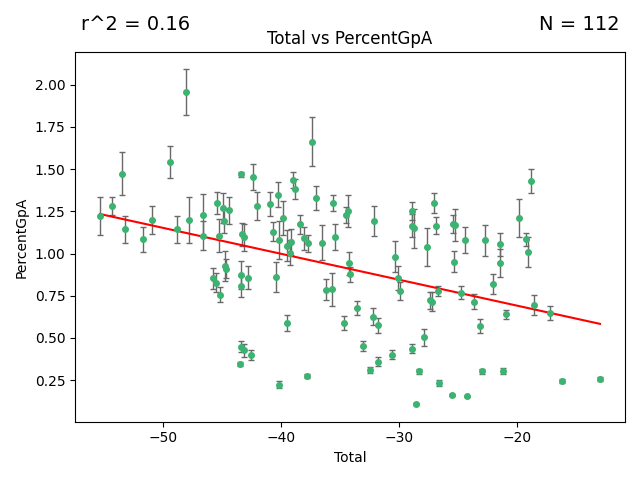 r^2 = 0.16
N = 112
Total vs PercentGpA
PercentGpA
2.00
1.75
1.50
1.25
1.00
0.75
0.50
0.25
−50
−40
−30
−20
Total